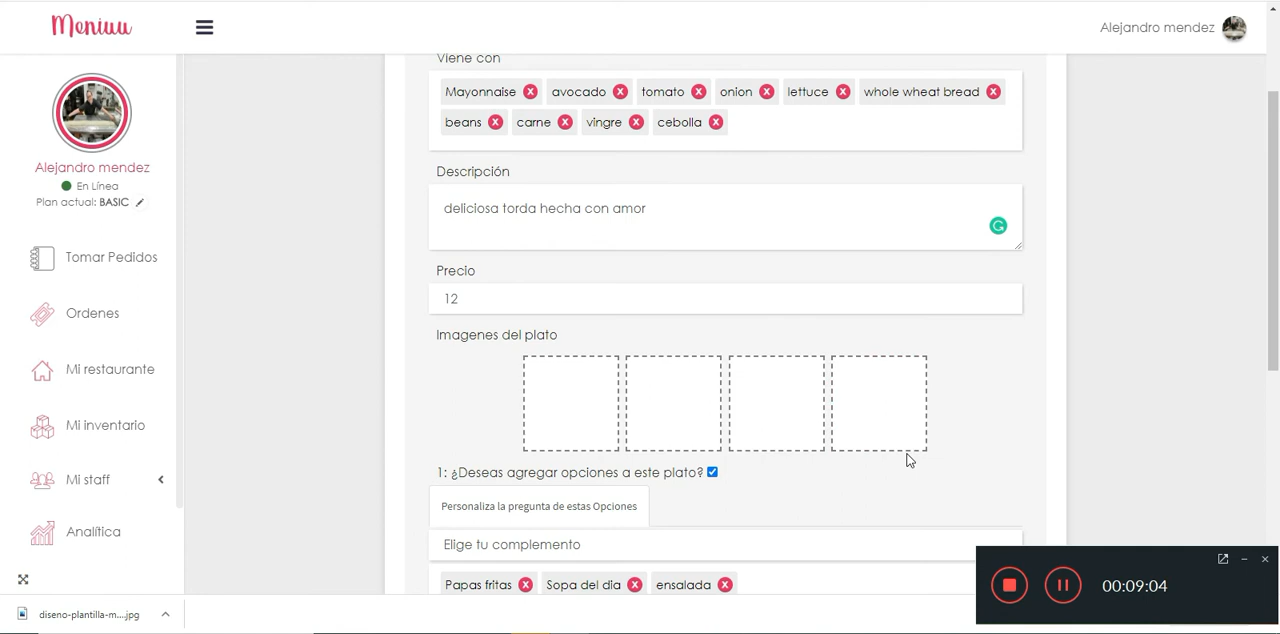 Meniuu
Alejandro mendez
Alejandro mendez
En Línea
Plan actual: BASIC
Tomar Pedidos
Ordenes
Mi restaurante
Mi inventario
Mi staff
Analítica
Viene con
Mayonnaise x avocado x tomato x onion x lettuce x whole wheat bread x
beans x carne x vingre x cebolla x
Descripción
deliciosa torda hecha con amor
Precio
12
Imagenes del plato
1: ¿Deseas agregar opciones a este plato?
Personaliza la pregunta de estas Opciones
Elige tu complemento
Papas fritas x Sopa del dia x ensalada x
diseno-plantilla-m....jpg
00:09:04